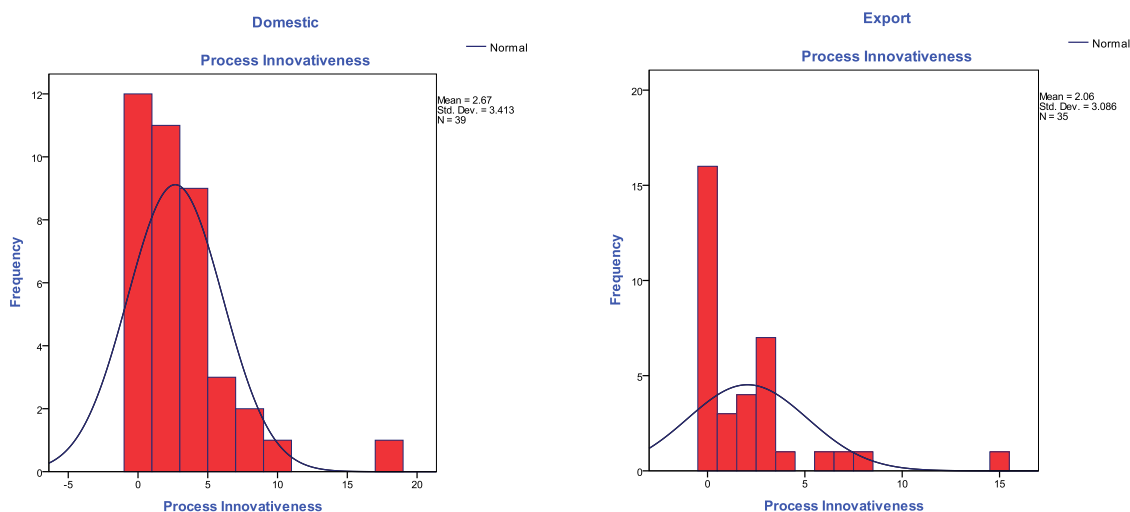 Domestic
Normal
Process Innovativeness
Mean = 2.67
Std. Dev. = 3.413
N = 39
12
10
8
6
4
2
0
Frequency
-5
0
5
10
15
20
Process Innovativeness
Export
Normal
Process Innovativeness
Mean = 2.06
Std. Dev. = 3.086
N = 35
20
15
10
5
0
Frequency
0
5
10
15
Process Innovativeness